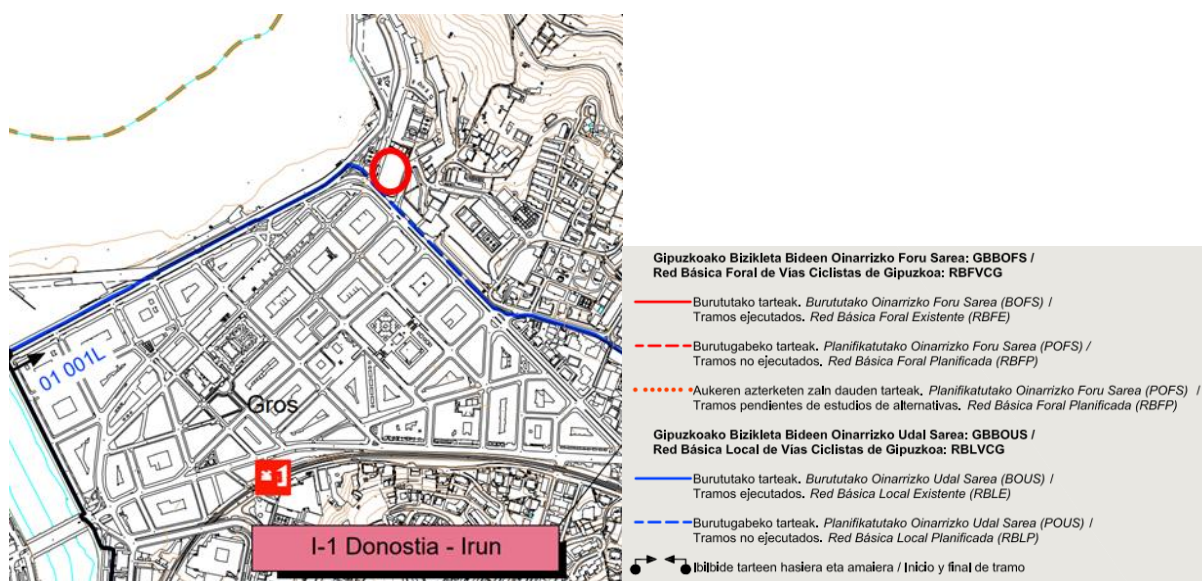 01 001L
Gros
I-1 Donostia - Irun
Gipuzkoako Bizikleta Bideen Oinarrizko Foru Sarea: GBBOFS /
Red Básica Foral de Vías Ciclistas de Gipuzkoa: RBFVCG
Burututako tarteak. Burututako Oinarrizko Foru Sarea (BOFS) /
Tramos ejecutados. Red Básica Foral Existente (RBFE)
Burutugabeko tarteak. Planifikatutako Oinarrizko Foru Sarea (POFS) /
Tramos no ejecutados. Red Básica Foral Planificada (RBFP)
Aukeren azterketen zain dauden tarteak. Planifikatutako Oinarrizko Foru Sarea (POFS) /
Tramos pendientes de estudios de alternativas. Red Básica Foral Planificada (RBFP)
Gipuzkoako Bizikleta Bideen Oinarrizko Udal Sarea: GBBOUS /
Red Básica Local de Vías Ciclistas de Gipuzkoa: RBLVCG
Burututako tarteak. Burututako Oinarrizko Udal Sarea (BOUS) /
Tramos ejecutados. Red Básica Local Existente (RBLE)
Burutugabeko tarteak. Planifikatutako Oinarrizko Udal Sarea (POUS) /
Tramos no ejecutados. Red Básica Local Planificada (RBLP)
Ibilbide tarteen hasiera eta amaiera / Inicio y final de tramo